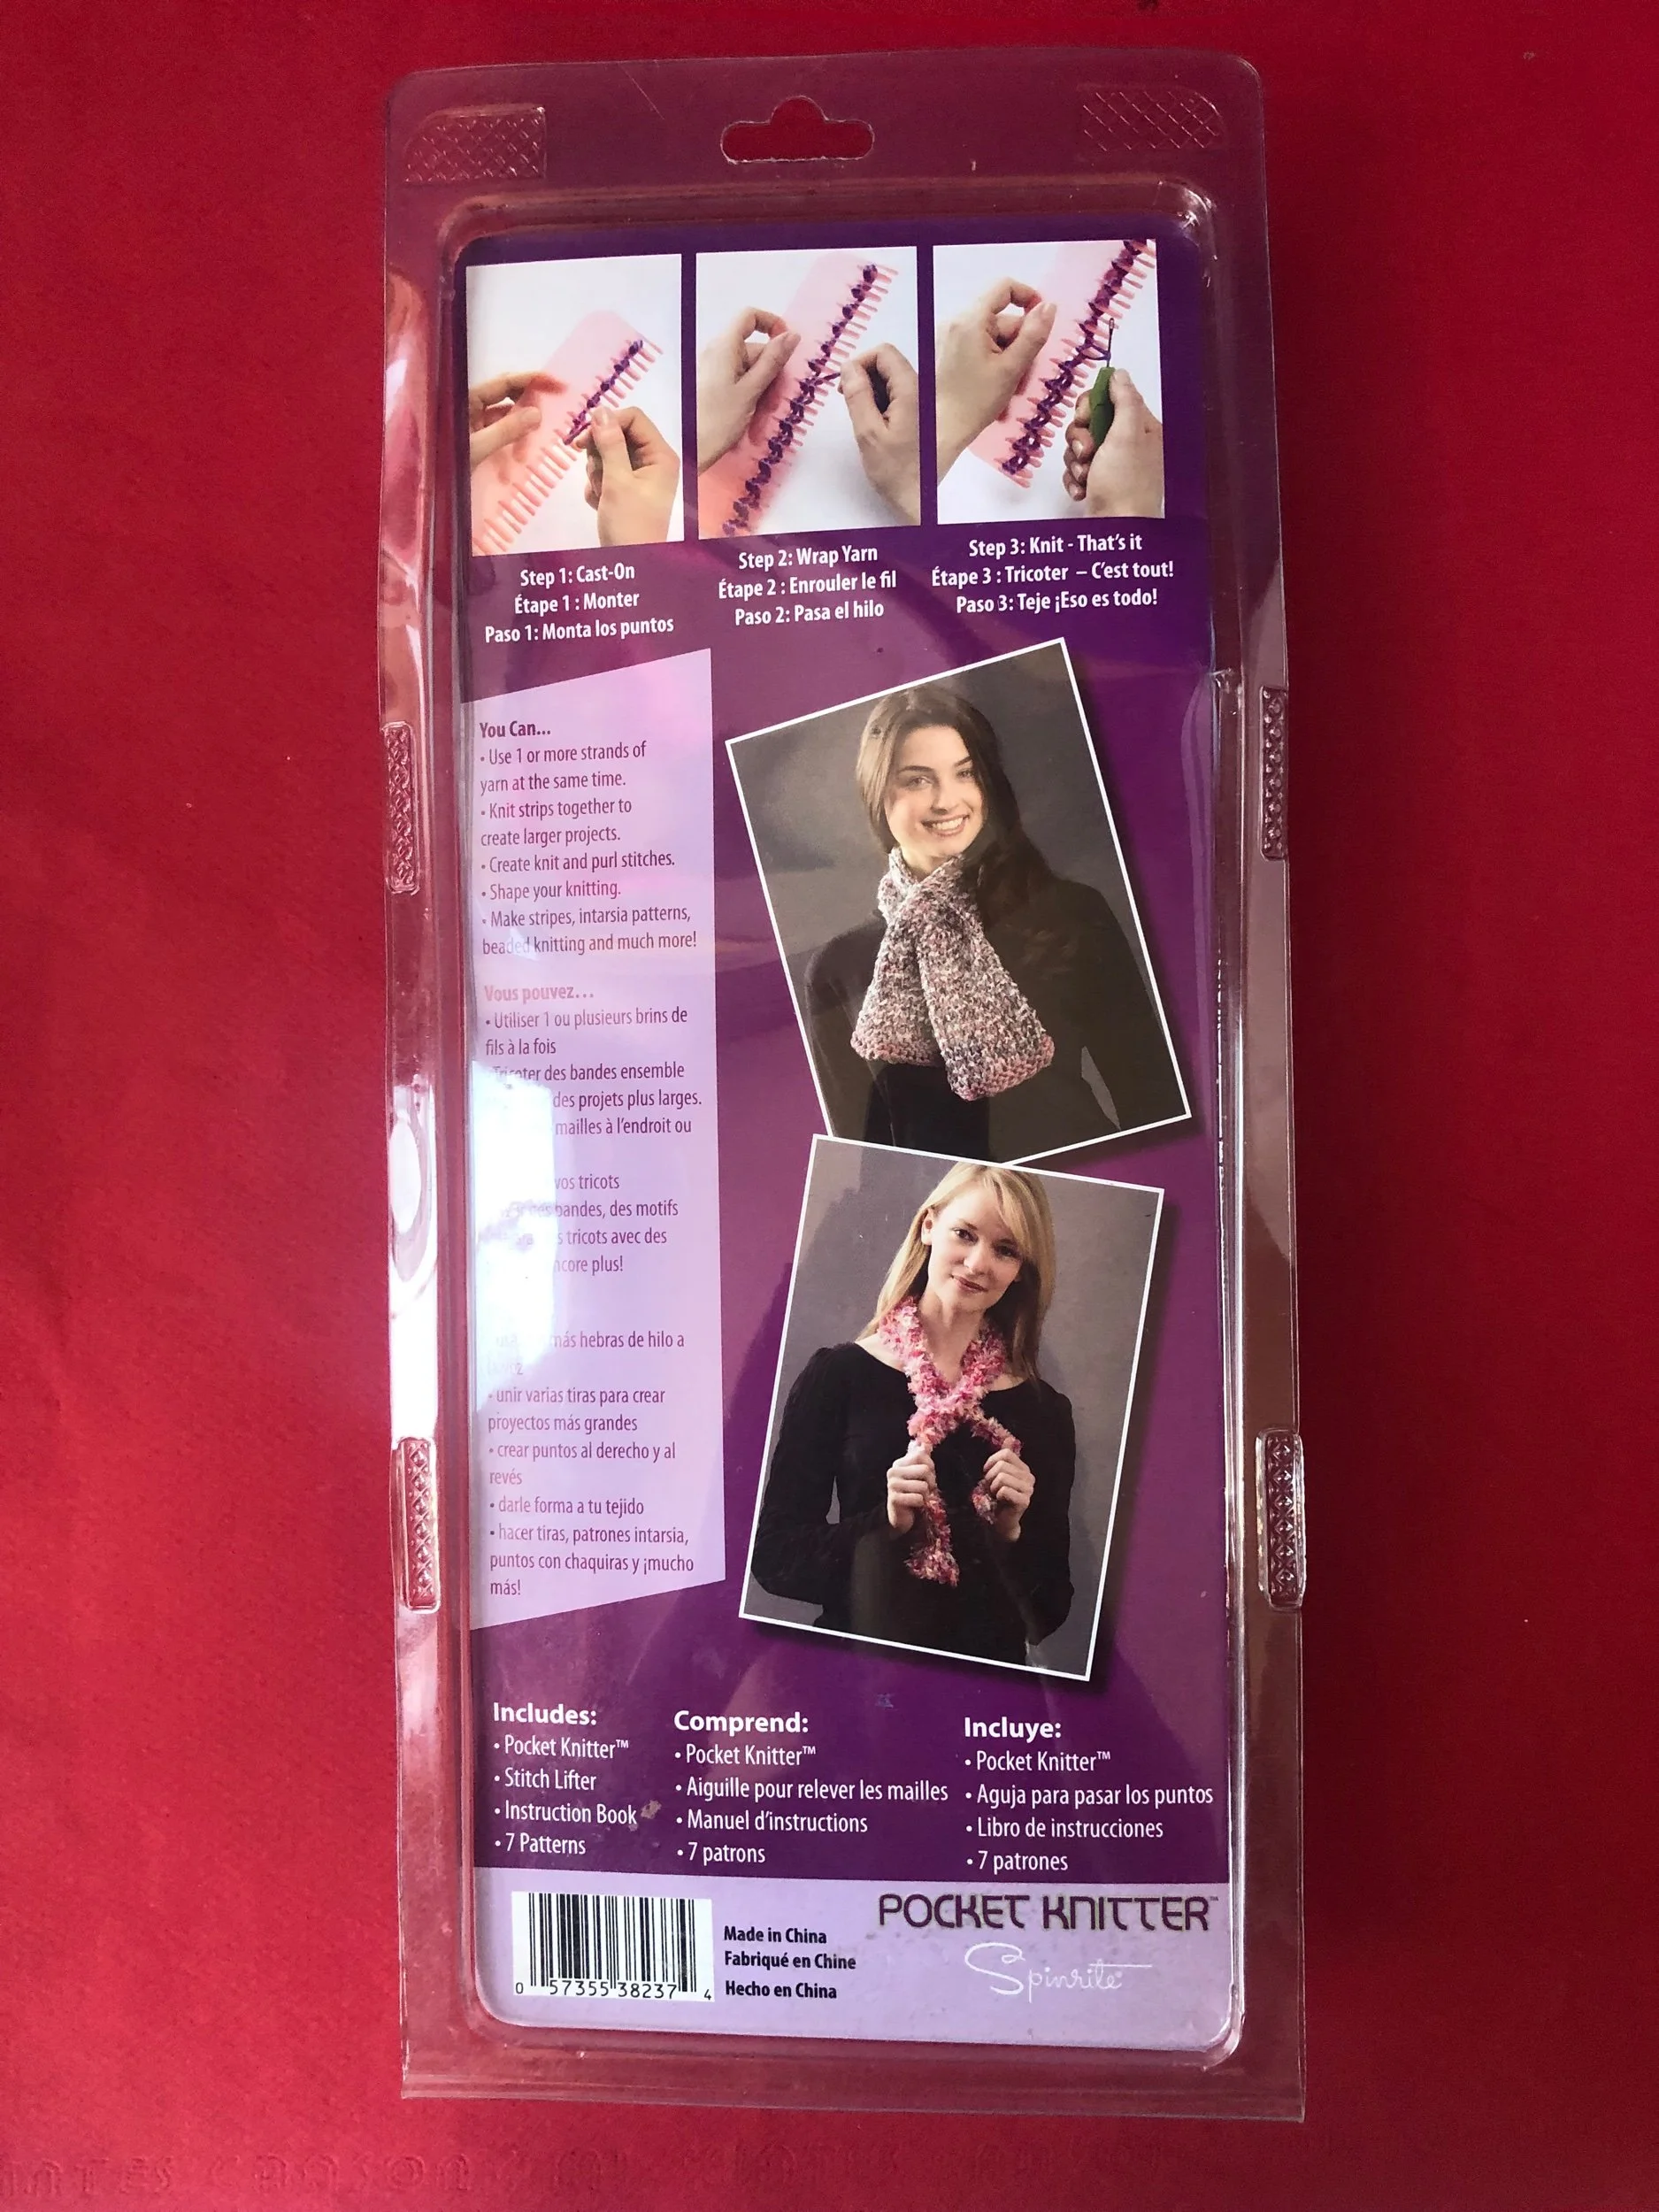 Step 1: Cast-On
Étape 1 : Monter
Paso 1: Monta los puntos
Step 2: Wrap Yarn
Étape 2 : Enrouler le fil
Paso 2: Pasa el hilo
Step 3: Knit - That's it
Étape 3 : Tricoter – C'est tout!
Paso 3: Teje ¡Eso es todo!
You Can...
• Use 1 or more strands of
yarn at the same time.
• Knit strips together to
create larger projects.
• Create knit and purl stitches.
• Shape your knitting.
• Make stripes, intarsia patterns,
beaded knitting and much more!
Vous pouvez...
• Utiliser 1 ou plusieurs brins de
fils à la fois
Tricoter des bandes ensemble
des projets plus larges.
mailles à l'endroit ou
vos tricots
des bandes, des motifs
tricots avec des
encore plus!
más hebras de hilo a
• unir varias tiras para crear
proyectos más grandes
• crear puntos al derecho y al
revés
• darle forma a tu tejido
• hacer tiras, patrones intarsia,
puntos con chaquiras y ¡mucho
más!
Includes:
• Pocket Knitter™
• Stitch Lifter
• Instruction Book
• 7 Patterns
Comprend:
• Pocket Knitter™
• Aiguille pour relever les mailles
• Manuel d'instructions
• 7 patrons
Incluye:
• Pocket Knitter™
• Aguja para pasar los puntos
• Libro de instrucciones
• 7 patrones
0 57355 38237 4
Made in China
Fabriqué en Chine
Hecho en China
POCKET KNITTER™
Spinrite